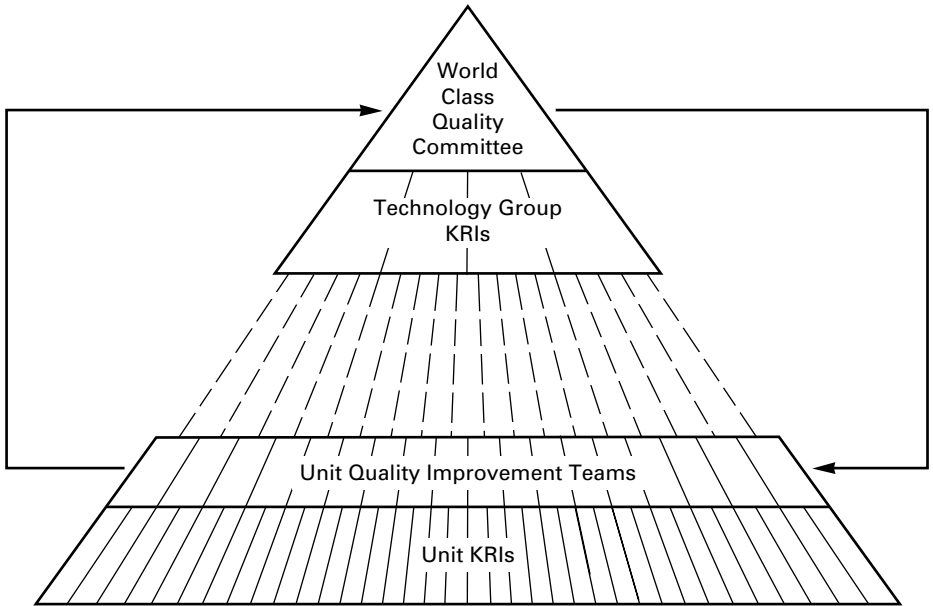 World
Class
Quality
Committee
Technology Group
KRIs
Unit Quality Improvement Teams
Unit KRIs